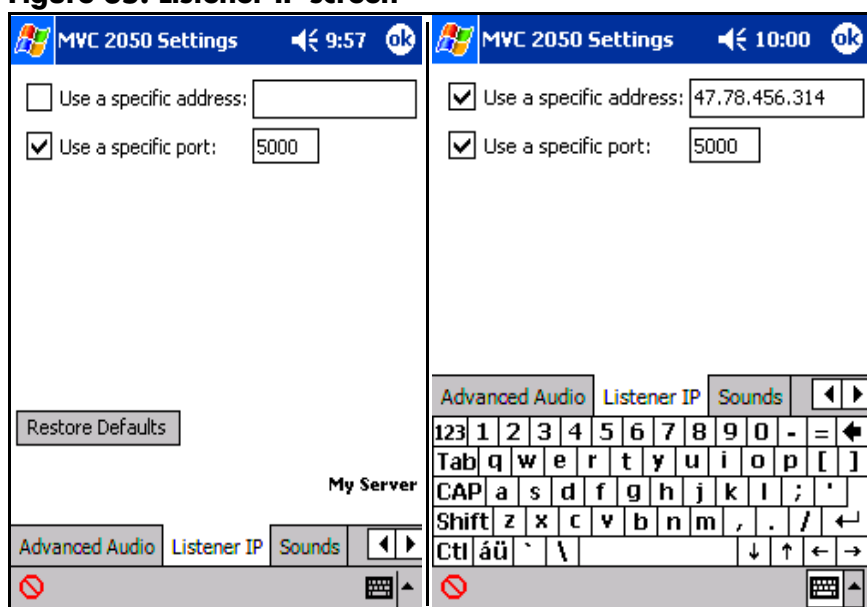 Figure 63: Listener IP screen
MVC 2050 Settings 9:57 ok
Use a specific address:
Use a specific port: 5000
Restore Defaults
My Server
Advanced Audio Listener IP Sounds
MVC 2050 Settings 10:00 ok
Use a specific address: 47.78.456.314
Use a specific port: 5000
Advanced Audio Listener IP Sounds
123 1 2 3 4 5 6 7 8 9 0 - =
Tab q w e r t y u i o p [ ]
CAP a s d f g h j k l ; '
Shift z x c v b n m , . /
Ctl áü ` \ ↓ ↑ ← →